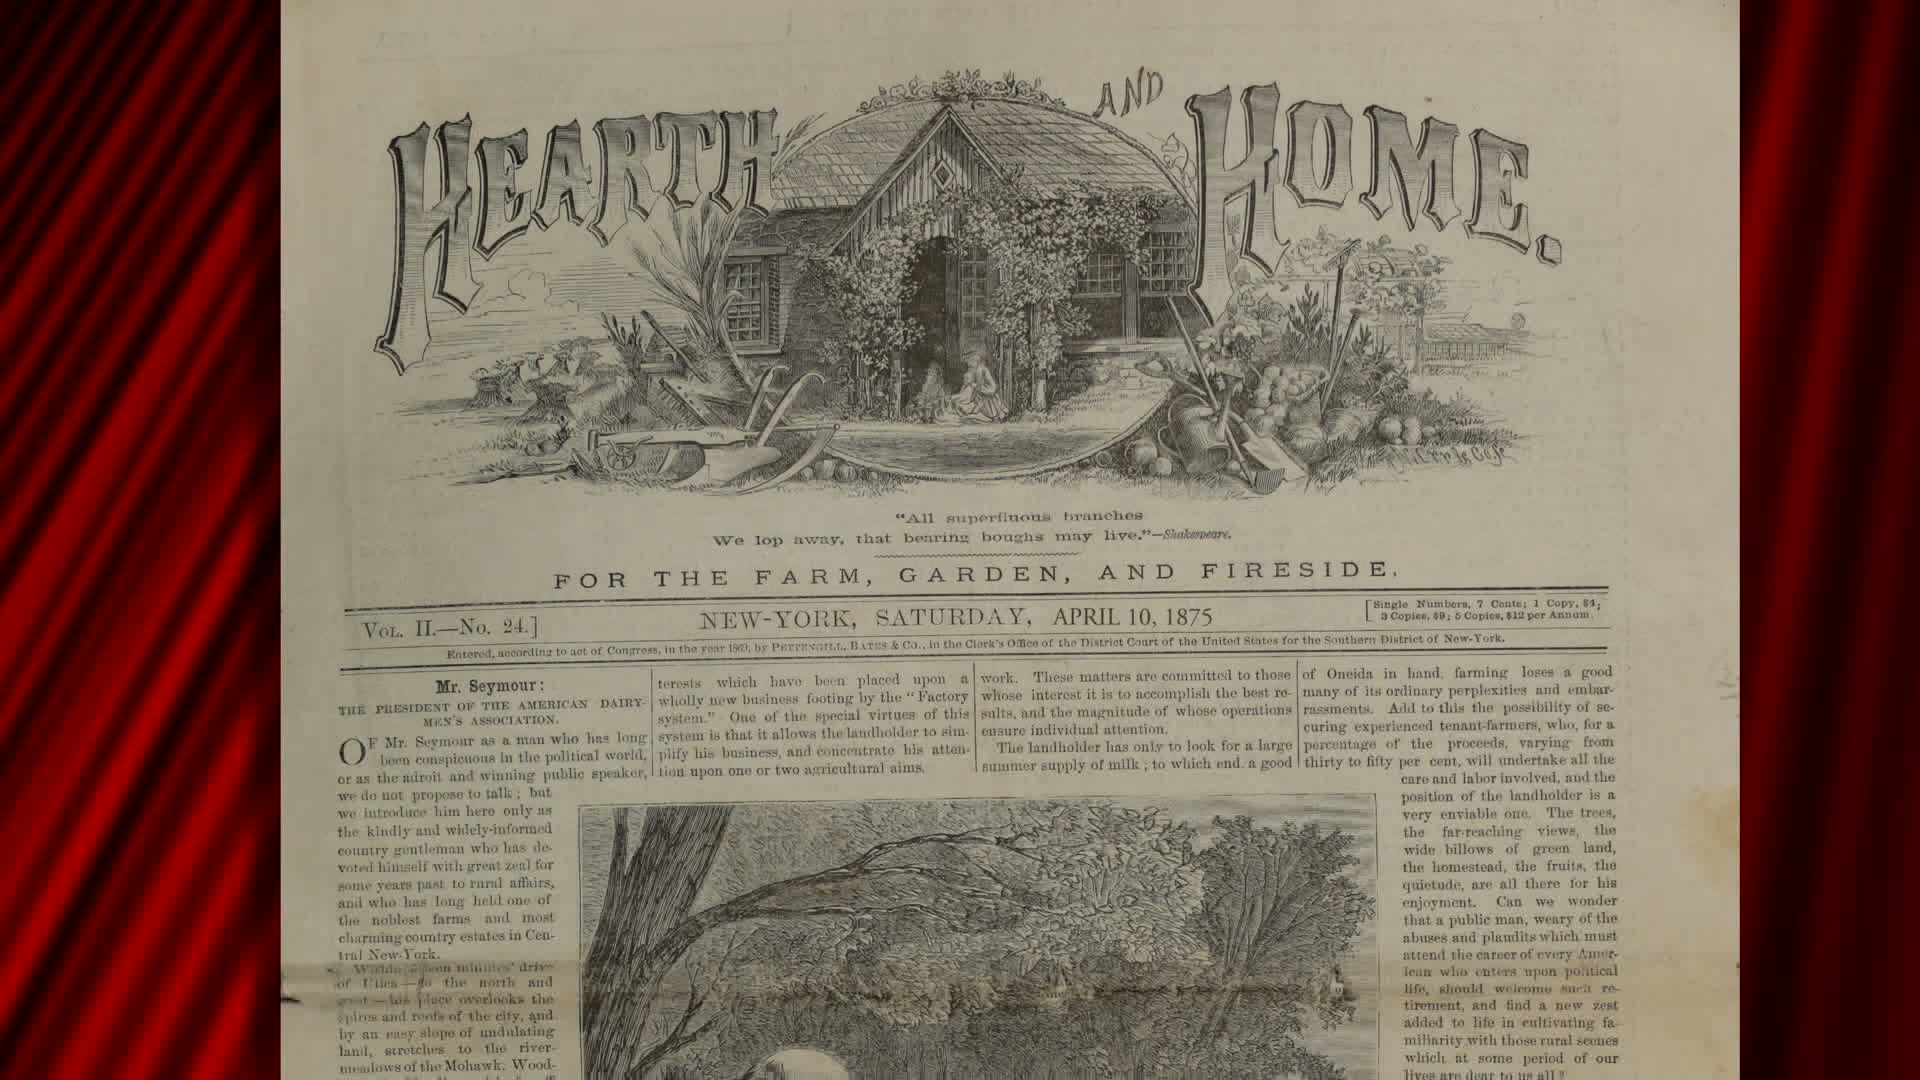 HEARTH AND HOME.
"All superfluous branches
We lop away, that bearing boughs may live."—Shakespeare.
FOR THE FARM, GARDEN, AND FIRESIDE.
VOL. II.—No. 24.]
NEW-YORK, SATURDAY, APRIL 10, 1875
[Single Numbers, 7 Cents; 1 Copy, $4;
3 Copies, $9; 5 Copies, $12 per Annum.
Entered, according to act of Congress, in the year 1869, by PETTENGILL, BATES & Co., in the Clerk's Office of the District Court of the United States for the Southern District of New-York.
Mr. Seymour:
THE PRESIDENT OF THE AMERICAN DAIRY-
MEN'S ASSOCIATION.
OF Mr. Seymour as a man who has long
been conspicuous in the political world,
or as the adroit and winning public speaker,
we do not propose to talk; but
we introduce him here only as
the kindly and widely-informed
country gentleman who has de-
voted himself with great zeal for
some years past to rural affairs,
and who has long held one of
the noblest farms and most
charming country estates in Cen-
tral New-York.
Within minutes' drive
of Utica—to the north and
—his place overlooks the
spires and roofs of the city, and
by an easy slope of undulating
land, stretches to the river-
meadows of the Mohawk. Wood-
terests which have been placed upon a
wholly new business footing by the "Factory
system." One of the special virtues of this
system is that it allows the landholder to sim-
plify his business, and concentrate his atten-
tion upon one or two agricultural aims.
work. These matters are committed to those
whose interest it is to accomplish the best re-
sults, and the magnitude of whose operations
ensure individual attention.
The landholder has only to look for a large
summer supply of milk; to which end, a good
of Oneida in hand, farming loses a good
many of its ordinary perplexities and embar-
rassments. Add to this the possibility of se-
curing experienced tenant-farmers, who, for a
percentage of the proceeds, varying from
thirty to fifty per cent, will undertake all the
care and labor involved, and the
position of the landholder is a
very enviable one. The trees,
the far-reaching views, the
wide billows of green land,
the homestead, the fruits, the
quietude, are all there for his
enjoyment. Can we wonder
that a public man, weary of the
abuses and plaudits which must
attend the career of every Amer-
ican who enters upon political
life, should welcome such re-
tirement, and find a new zest
added to life in cultivating fa-
miliarity with those rural scenes
which at some period of our
lives are dear to us all?